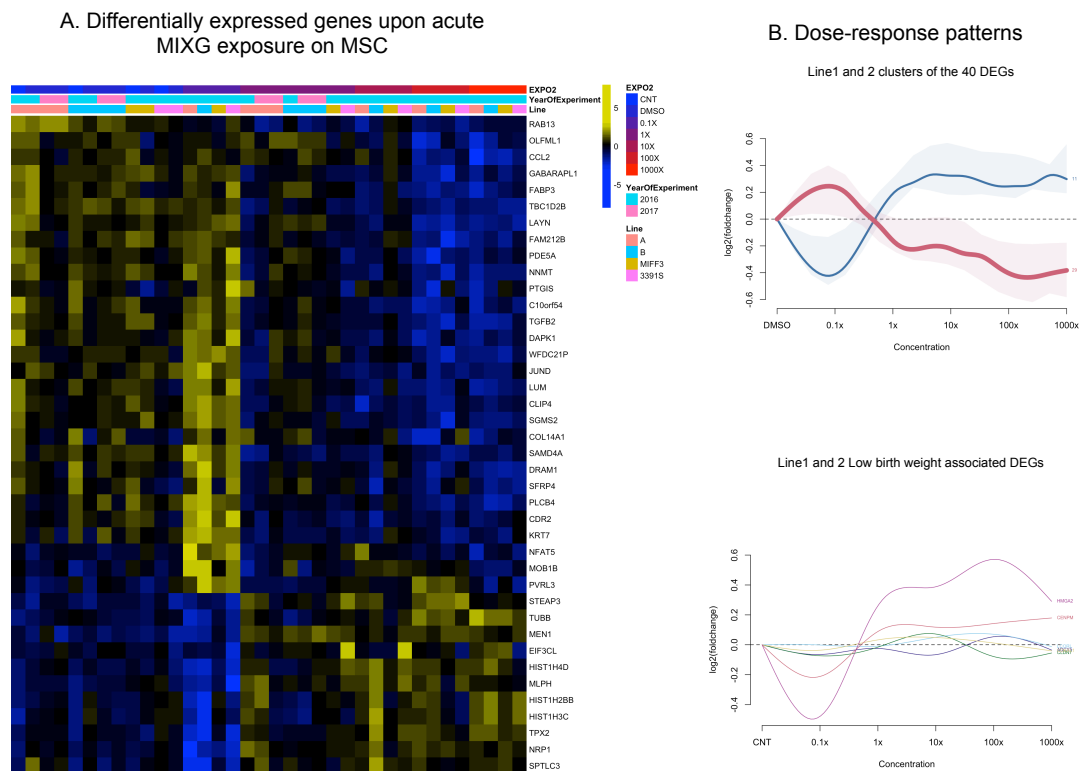 A. Differentially expressed genes upon acute
MIXG exposure on MSC
EXPO2
YearOfExperiment
Line
RAB13
OLFML1
CCL2
GABARAPL1
FABP3
TBC1D2B
LAYN
FAM212B
PDE5A
NNMT
PTGIS
C10orf54
TGFB2
DAPK1
WFDC21P
JUND
LUM
CLIP4
SGMS2
COL14A1
SAMD4A
DRAM1
SFRP4
PLCB4
CDR2
KRT7
NFAT5
MOB1B
PVRL3
STEAP3
TUBB
MEN1
EIF3CL
HIST1H4D
MLPH
HIST1H2BB
HIST1H3C
TPX2
NRP1
SPTLC3
5
0
-5
EXPO2
CNT
DMSO
0.1X
1X
10X
100X
1000X
YearOfExperiment
2016
2017
Line
A
B
MIFF3
3391S
B. Dose-response patterns
Line1 and 2 clusters of the 40 DEGs
log2(foldchange)
0.6
0.4
0.2
0.0
-0.2
-0.4
-0.6
11
29
DMSO
0.1x
1x
10x
100x
1000x
Concentration
Line1 and 2 Low birth weight associated DEGs
log2(foldchange)
0.6
0.4
0.2
0.0
-0.2
-0.4
HMGA2
CENPM
CNT
0.1x
1x
10x
100x
1000x
Concentration